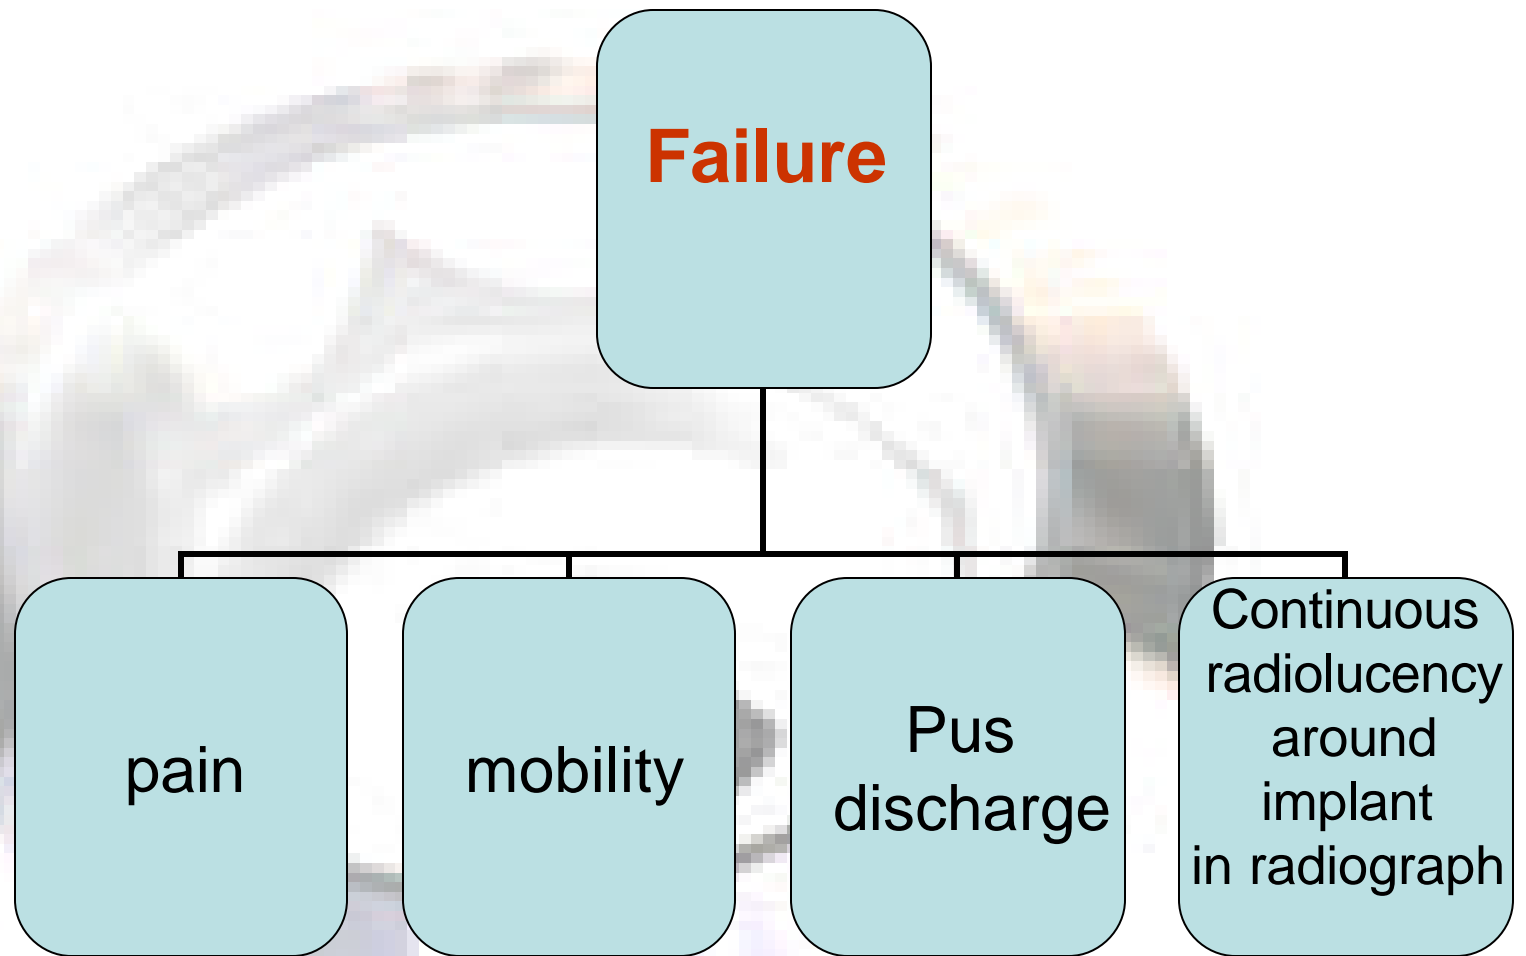 Failure
pain
mobility
Pus
discharge
Continuous
radiolucency
around
implant
in radiograph